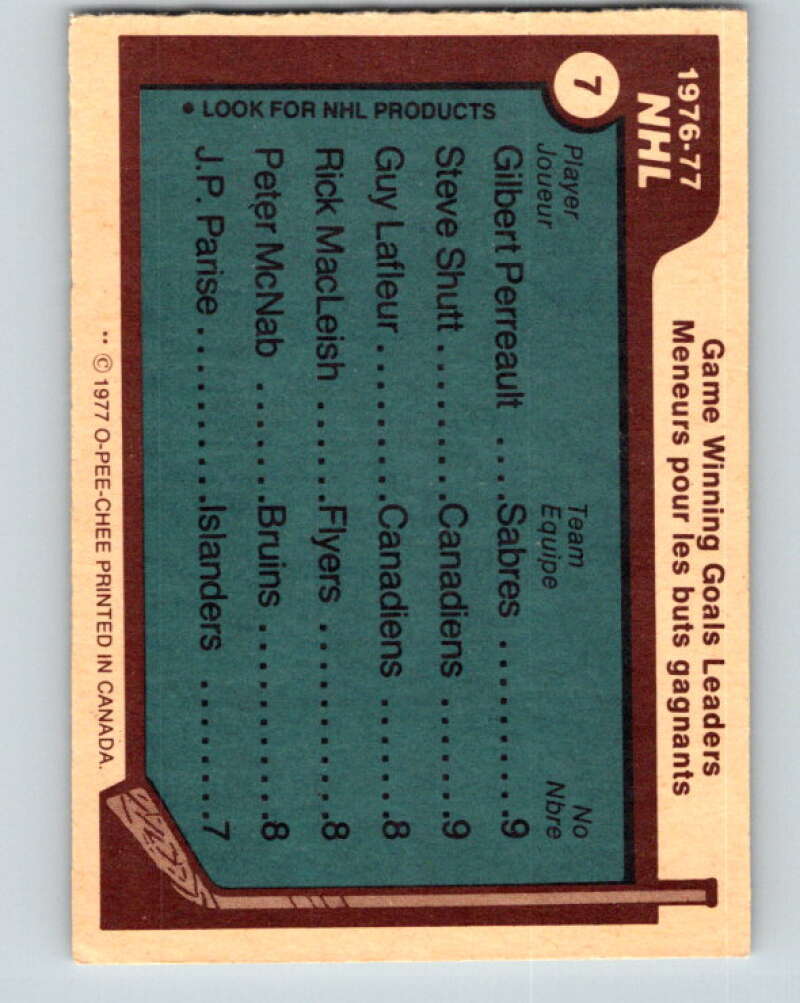 1976-77
NHL
Game Winning Goals Leaders
Meneurs pour les buts gagnants
7
Player Team No
Joueur Equipe Nbre
Gilbert Perreault ....Sabres .........9
Steve Shutt..........Canadiens ......9
Guy Lafleur..........Canadiens ......8
Rick MacLeish ......Flyers ..........8
Peter McNab .......Bruins ..........8
J.P. Parise ..........Islanders ........7
• LOOK FOR NHL PRODUCTS
** © 1977 O-PEE-CHEE PRINTED IN CANADA.